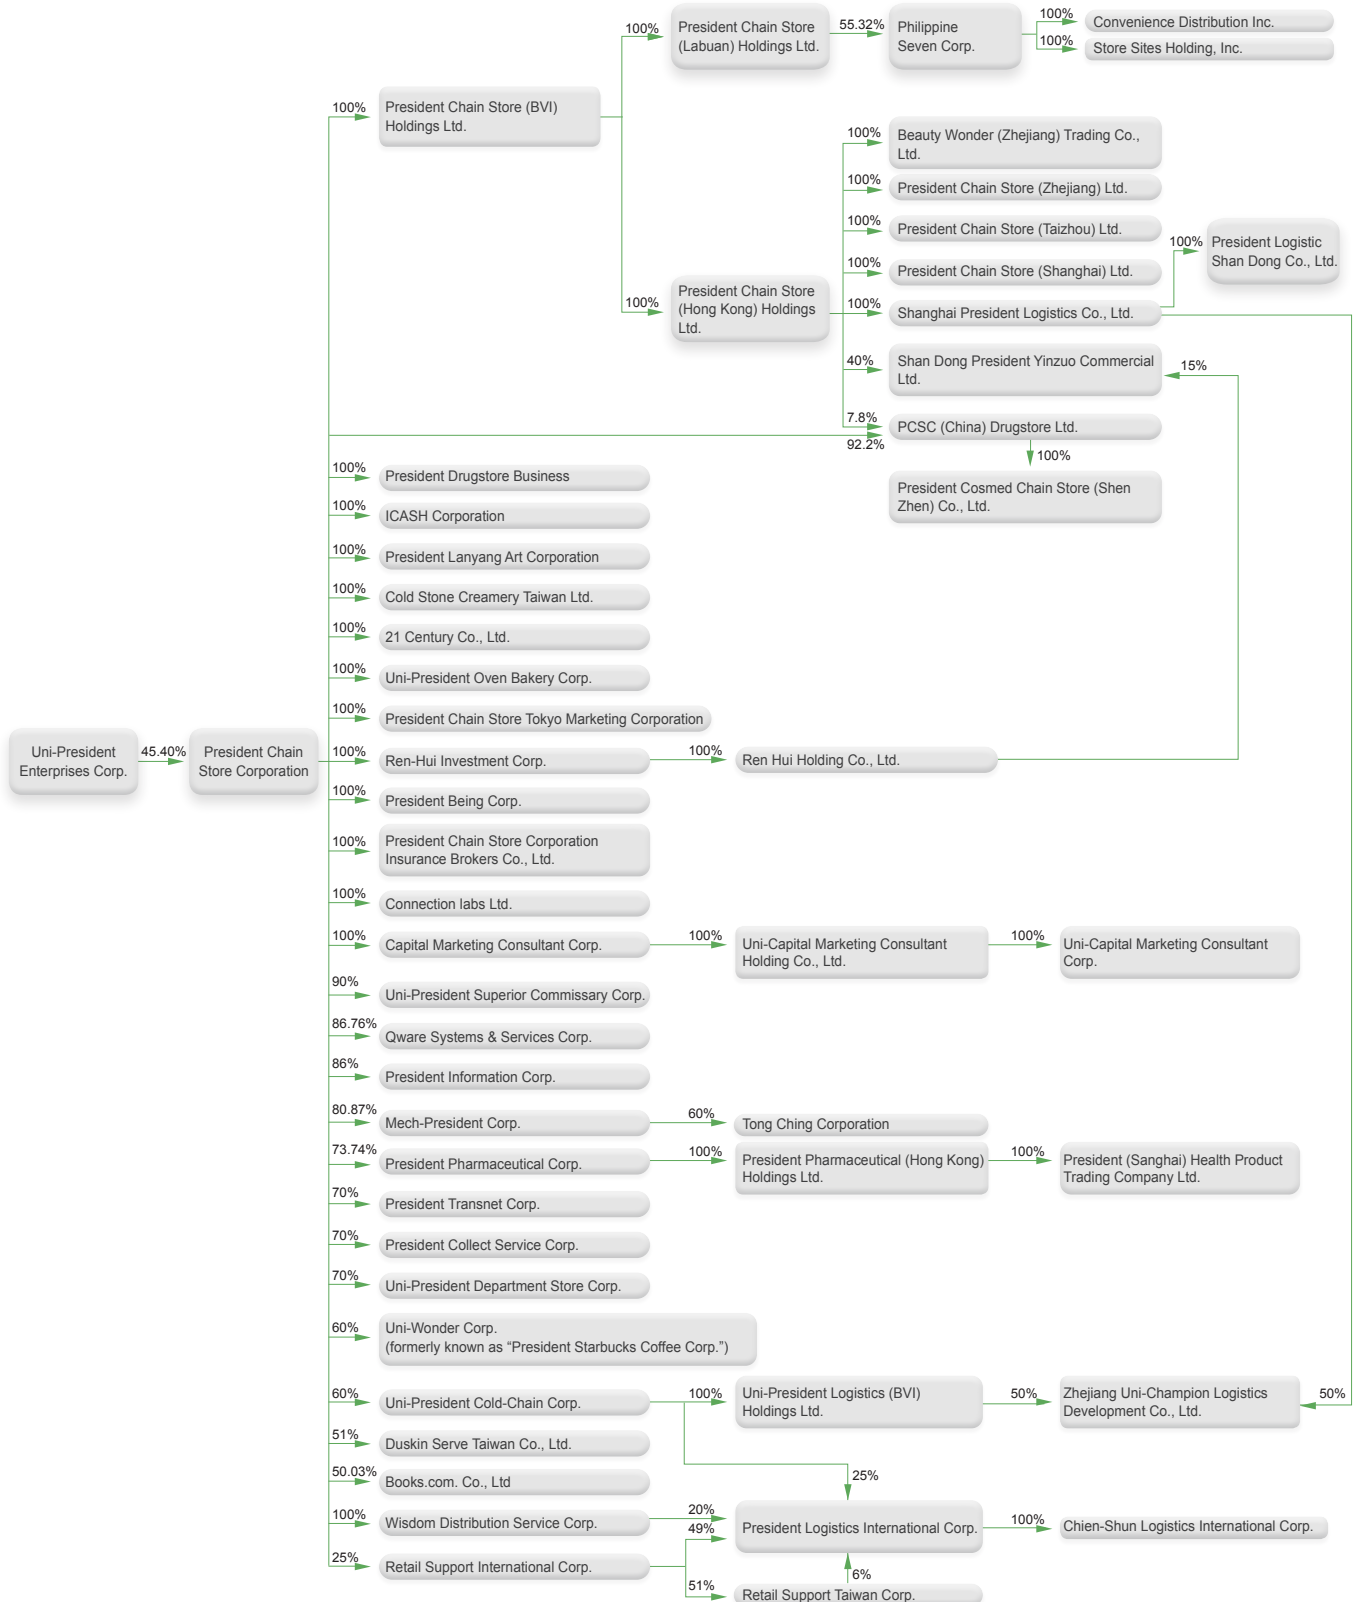 100%
President Chain Store
(Labuan) Holdings Ltd.
55.32%
Philippine
Seven Corp.
100%
Convenience Distribution Inc.
100%
Store Sites Holding, Inc.
100%
President Chain Store (BVI)
Holdings Ltd.
100%
Beauty Wonder (Zhejiang) Trading Co.,
Ltd.
100%
President Chain Store (Zhejiang) Ltd.
100%
President Chain Store (Taizhou) Ltd.
100%
President Logistic
Shan Dong Co., Ltd.
100%
President Chain Store (Shanghai) Ltd.
100%
President Chain Store
(Hong Kong) Holdings
Ltd.
100%
Shanghai President Logistics Co., Ltd.
40%
Shan Dong President Yinzuo Commercial
Ltd.
15%
7.8%
92.2%
PCSC (China) Drugstore Ltd.
100%
President Cosmed Chain Store (Shen
Zhen) Co., Ltd.
100%
President Drugstore Business
100%
ICASH Corporation
100%
President Lanyang Art Corporation
100%
Cold Stone Creamery Taiwan Ltd.
100%
21 Century Co., Ltd.
100%
Uni-President Oven Bakery Corp.
100%
President Chain Store Tokyo Marketing Corporation
Uni-President
Enterprises Corp.
45.40%
President Chain
Store Corporation
100%
Ren-Hui Investment Corp.
100%
Ren Hui Holding Co., Ltd.
100%
President Being Corp.
100%
President Chain Store Corporation
Insurance Brokers Co., Ltd.
100%
Connection labs Ltd.
100%
Capital Marketing Consultant Corp.
100%
Uni-Capital Marketing Consultant
Holding Co., Ltd.
100%
Uni-Capital Marketing Consultant
Corp.
90%
Uni-President Superior Commissary Corp.
86.76%
Qware Systems & Services Corp.
86%
President Information Corp.
80.87%
Mech-President Corp.
60%
Tong Ching Corporation
73.74%
President Pharmaceutical Corp.
100%
President Pharmaceutical (Hong Kong)
Holdings Ltd.
100%
President (Sanghai) Health Product
Trading Company Ltd.
70%
President Transnet Corp.
70%
President Collect Service Corp.
70%
Uni-President Department Store Corp.
60%
Uni-Wonder Corp.
(formerly known as “President Starbucks Coffee Corp.”)
60%
Uni-President Cold-Chain Corp.
100%
Uni-President Logistics (BVI)
Holdings Ltd.
50%
Zhejiang Uni-Champion Logistics
Development Co., Ltd.
50%
51%
Duskin Serve Taiwan Co., Ltd.
25%
50.03%
Books.com. Co., Ltd
100%
Wisdom Distribution Service Corp.
20%
49%
President Logistics International Corp.
100%
Chien-Shun Logistics International Corp.
25%
Retail Support International Corp.
6%
51%
Retail Support Taiwan Corp.